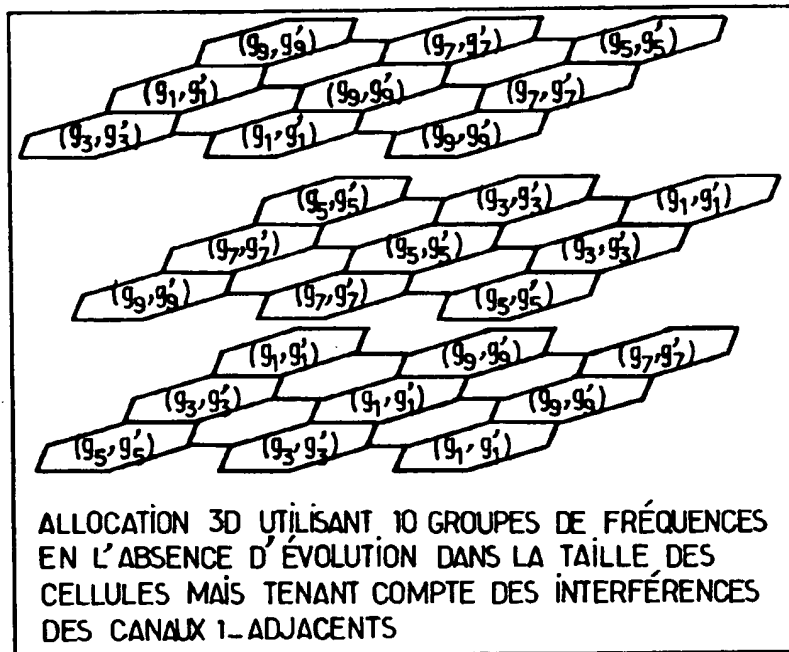 (g9,g'9) (g7,g'7) (g5,g'5)
(g1,g'1) (g9,g'9) (g7,g'7)
(g3,g'3) (g1,g'1) (g9,g'9)
(g5,g'5) (g3,g'3) (g1,g'1)
(g7,g'7) (g5,g'5) (g3,g'3)
(g9,g'9) (g7,g'7) (g5,g'5)
(g1,g'1) (g9,g'9) (g7,g'7)
(g3,g'3) (g1,g'1) (g9,g'9)
(g5,g'5) (g3,g'3) (g1,g'1)
ALLOCATION 3D UTILISANT 10 GROUPES DE FRÉQUENCES
EN L'ABSENCE D'ÉVOLUTION DANS LA TAILLE DES
CELLULES MAIS TENANT COMPTE DES INTERFÉRENCES
DES CANAUX 1_ADJACENTS